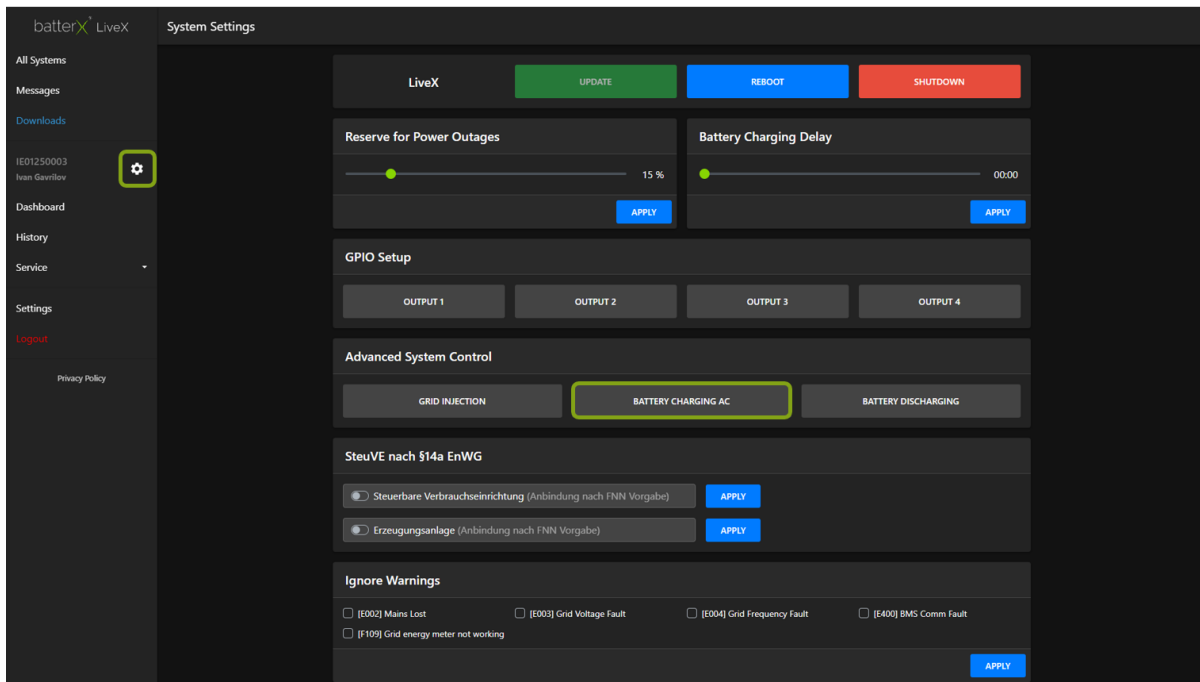 batterX LiveX
System Settings
All Systems
Messages
Downloads
IE01250003
Ivan Gavrilov
Dashboard
History
Service
Settings
Logout
Privacy Policy
LiveX
UPDATE
REBOOT
SHUTDOWN
Reserve for Power Outages
15 %
APPLY
Battery Charging Delay
00:00
APPLY
GPIO Setup
OUTPUT 1
OUTPUT 2
OUTPUT 3
OUTPUT 4
Advanced System Control
GRID INJECTION
BATTERY CHARGING AC
BATTERY DISCHARGING
SteuVE nach §14a EnWG
Steuerbare Verbrauchseinrichtung (Anbindung nach FNN Vorgabe)
APPLY
Erzeugungsanlage (Anbindung nach FNN Vorgabe)
APPLY
Ignore Warnings
[E002] Mains Lost
[E003] Grid Voltage Fault
[E004] Grid Frequency Fault
[E400] BMS Comm Fault
[F109] Grid energy meter not working
APPLY